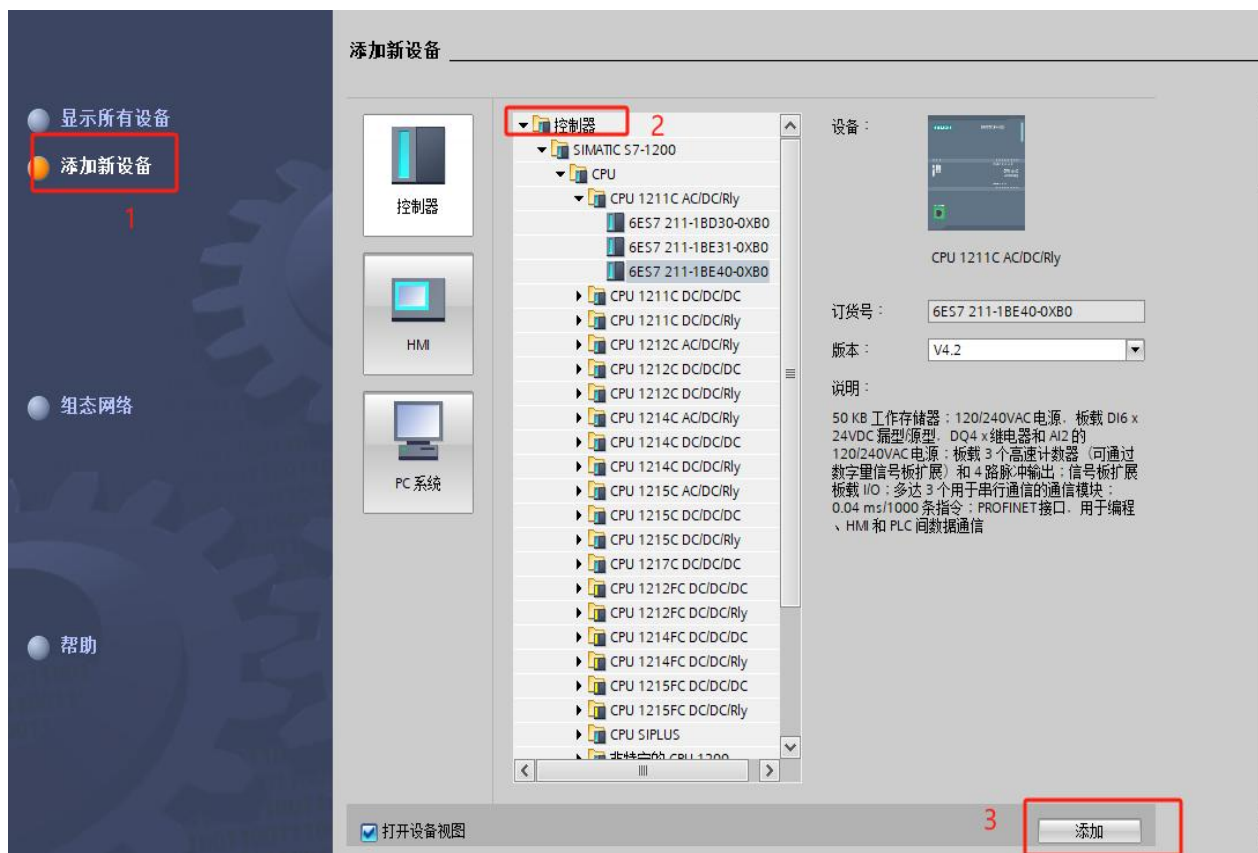 添加新设备
显示所有设备
添加新设备
1
组态网络
帮助
控制器
HMI
PC 系统
控制器
2
SIMATIC S7-1200
CPU
CPU 1211C AC/DC/Rly
6ES7 211-1BD30-0XB0
6ES7 211-1BE31-0XB0
6ES7 211-1BE40-0XB0
CPU 1211C DC/DC/DC
CPU 1211C DC/DC/Rly
CPU 1212C AC/DC/Rly
CPU 1212C DC/DC/DC
CPU 1212C DC/DC/Rly
CPU 1214C AC/DC/Rly
CPU 1214C DC/DC/DC
CPU 1214C DC/DC/Rly
CPU 1215C AC/DC/Rly
CPU 1215C DC/DC/DC
CPU 1215C DC/DC/Rly
CPU 1217C DC/DC/DC
CPU 1212FC DC/DC/DC
CPU 1212FC DC/DC/Rly
CPU 1214FC DC/DC/DC
CPU 1214FC DC/DC/Rly
CPU 1215FC DC/DC/DC
CPU 1215FC DC/DC/Rly
CPU SIPLUS
非特定的 CPU 1200
设备：
CPU 1211C AC/DC/Rly
订货号：
6ES7 211-1BE40-0XB0
版本：
V4.2
说明：
50 KB 工作存储器；120/240VAC电源，板载 DI6 x
24VDC 漏型/源型，DQ4 x继电器和 AI2 的
120/240VAC电源；板载 3 个高速计数器（可通过
数字量信号板扩展）和 4 路脉冲输出；信号板扩展
板载 I/O；多达 3 个用于串行通信的通信模块；
0.04 ms/1000 条指令；PROFINET接口，用于编程
、HMI 和 PLC 间数据通信
打开设备视图
3
添加